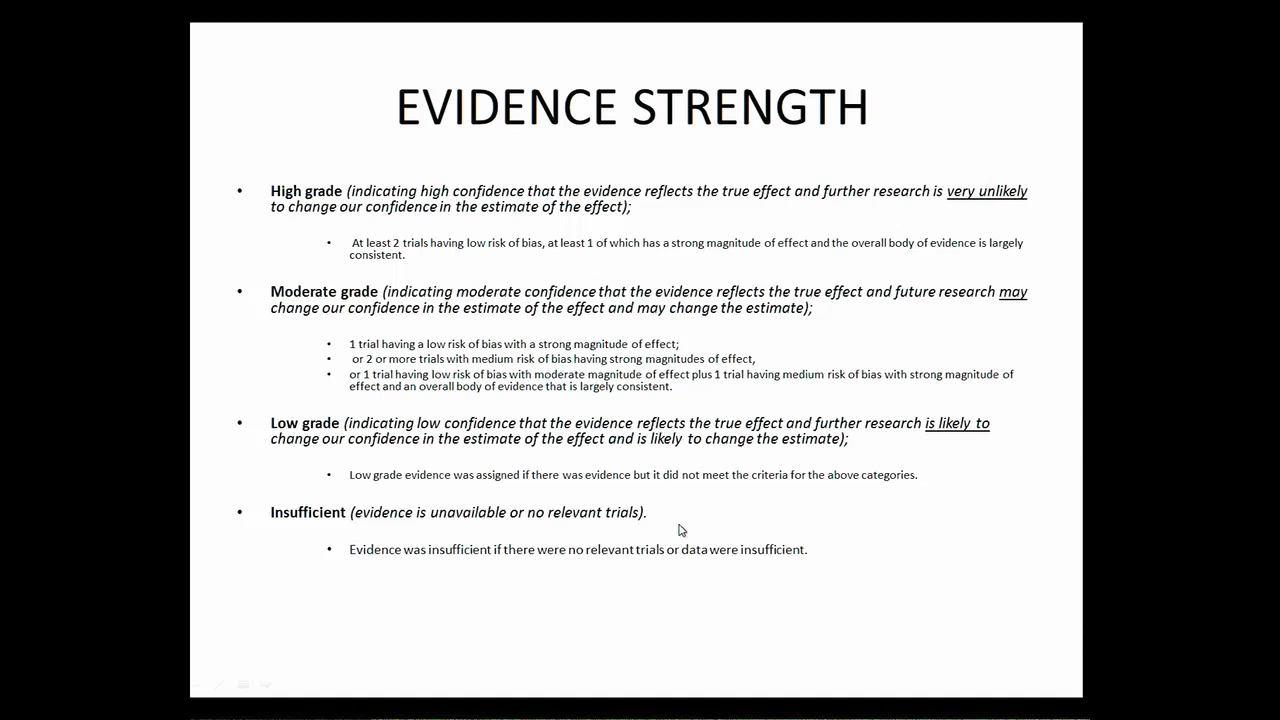 EVIDENCE STRENGTH
• High grade (indicating high confidence that the evidence reflects the true effect and further research is very unlikely
to change our confidence in the estimate of the effect);
• At least 2 trials having low risk of bias, at least 1 of which has a strong magnitude of effect and the overall body of evidence is largely
consistent.
• Moderate grade (indicating moderate confidence that the evidence reflects the true effect and future research may
change our confidence in the estimate of the effect and may change the estimate);
• 1 trial having a low risk of bias with a strong magnitude of effect;
• or 2 or more trials with medium risk of bias having strong magnitudes of effect,
• or 1 trial having low risk of bias with moderate magnitude of effect plus 1 trial having medium risk of bias with strong magnitude of
effect and an overall body of evidence that is largely consistent.
• Low grade (indicating low confidence that the evidence reflects the true effect and further research is likely to
change our confidence in the estimate of the effect and is likely to change the estimate);
• Low grade evidence was assigned if there was evidence but it did not meet the criteria for the above categories.
• Insufficient (evidence is unavailable or no relevant trials).
• Evidence was insufficient if there were no relevant trials or data were insufficient.